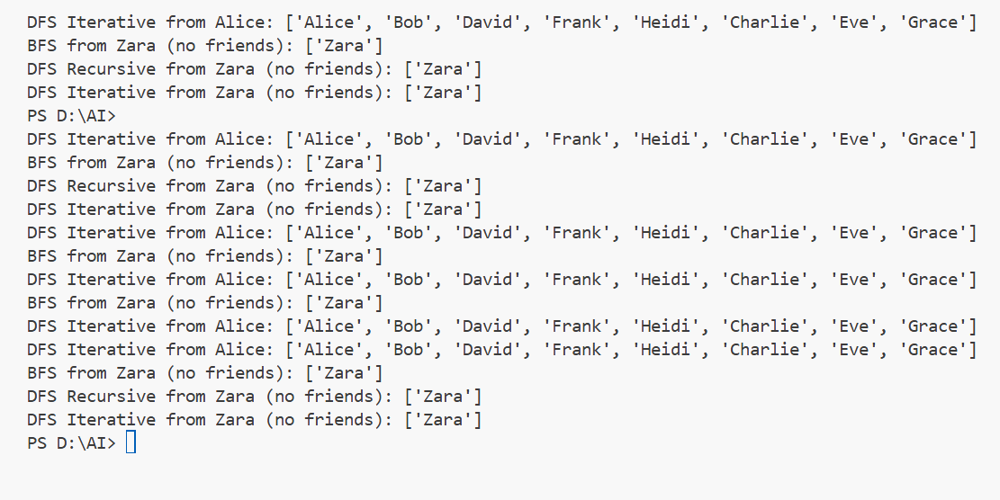 DFS Iterative from Alice: ['Alice', 'Bob', 'David', 'Frank', 'Heidi', 'Charlie', 'Eve', 'Grace']
BFS from Zara (no friends): ['Zara']
DFS Recursive from Zara (no friends): ['Zara']
DFS Iterative from Zara (no friends): ['Zara']
PS D:\AI>
DFS Iterative from Alice: ['Alice', 'Bob', 'David', 'Frank', 'Heidi', 'Charlie', 'Eve', 'Grace']
BFS from Zara (no friends): ['Zara']
DFS Recursive from Zara (no friends): ['Zara']
DFS Iterative from Zara (no friends): ['Zara']
DFS Iterative from Alice: ['Alice', 'Bob', 'David', 'Frank', 'Heidi', 'Charlie', 'Eve', 'Grace']
BFS from Zara (no friends): ['Zara']
DFS Iterative from Alice: ['Alice', 'Bob', 'David', 'Frank', 'Heidi', 'Charlie', 'Eve', 'Grace']
BFS from Zara (no friends): ['Zara']
DFS Iterative from Alice: ['Alice', 'Bob', 'David', 'Frank', 'Heidi', 'Charlie', 'Eve', 'Grace']
DFS Iterative from Alice: ['Alice', 'Bob', 'David', 'Frank', 'Heidi', 'Charlie', 'Eve', 'Grace']
BFS from Zara (no friends): ['Zara']
DFS Recursive from Zara (no friends): ['Zara']
DFS Iterative from Zara (no friends): ['Zara']
PS D:\AI>